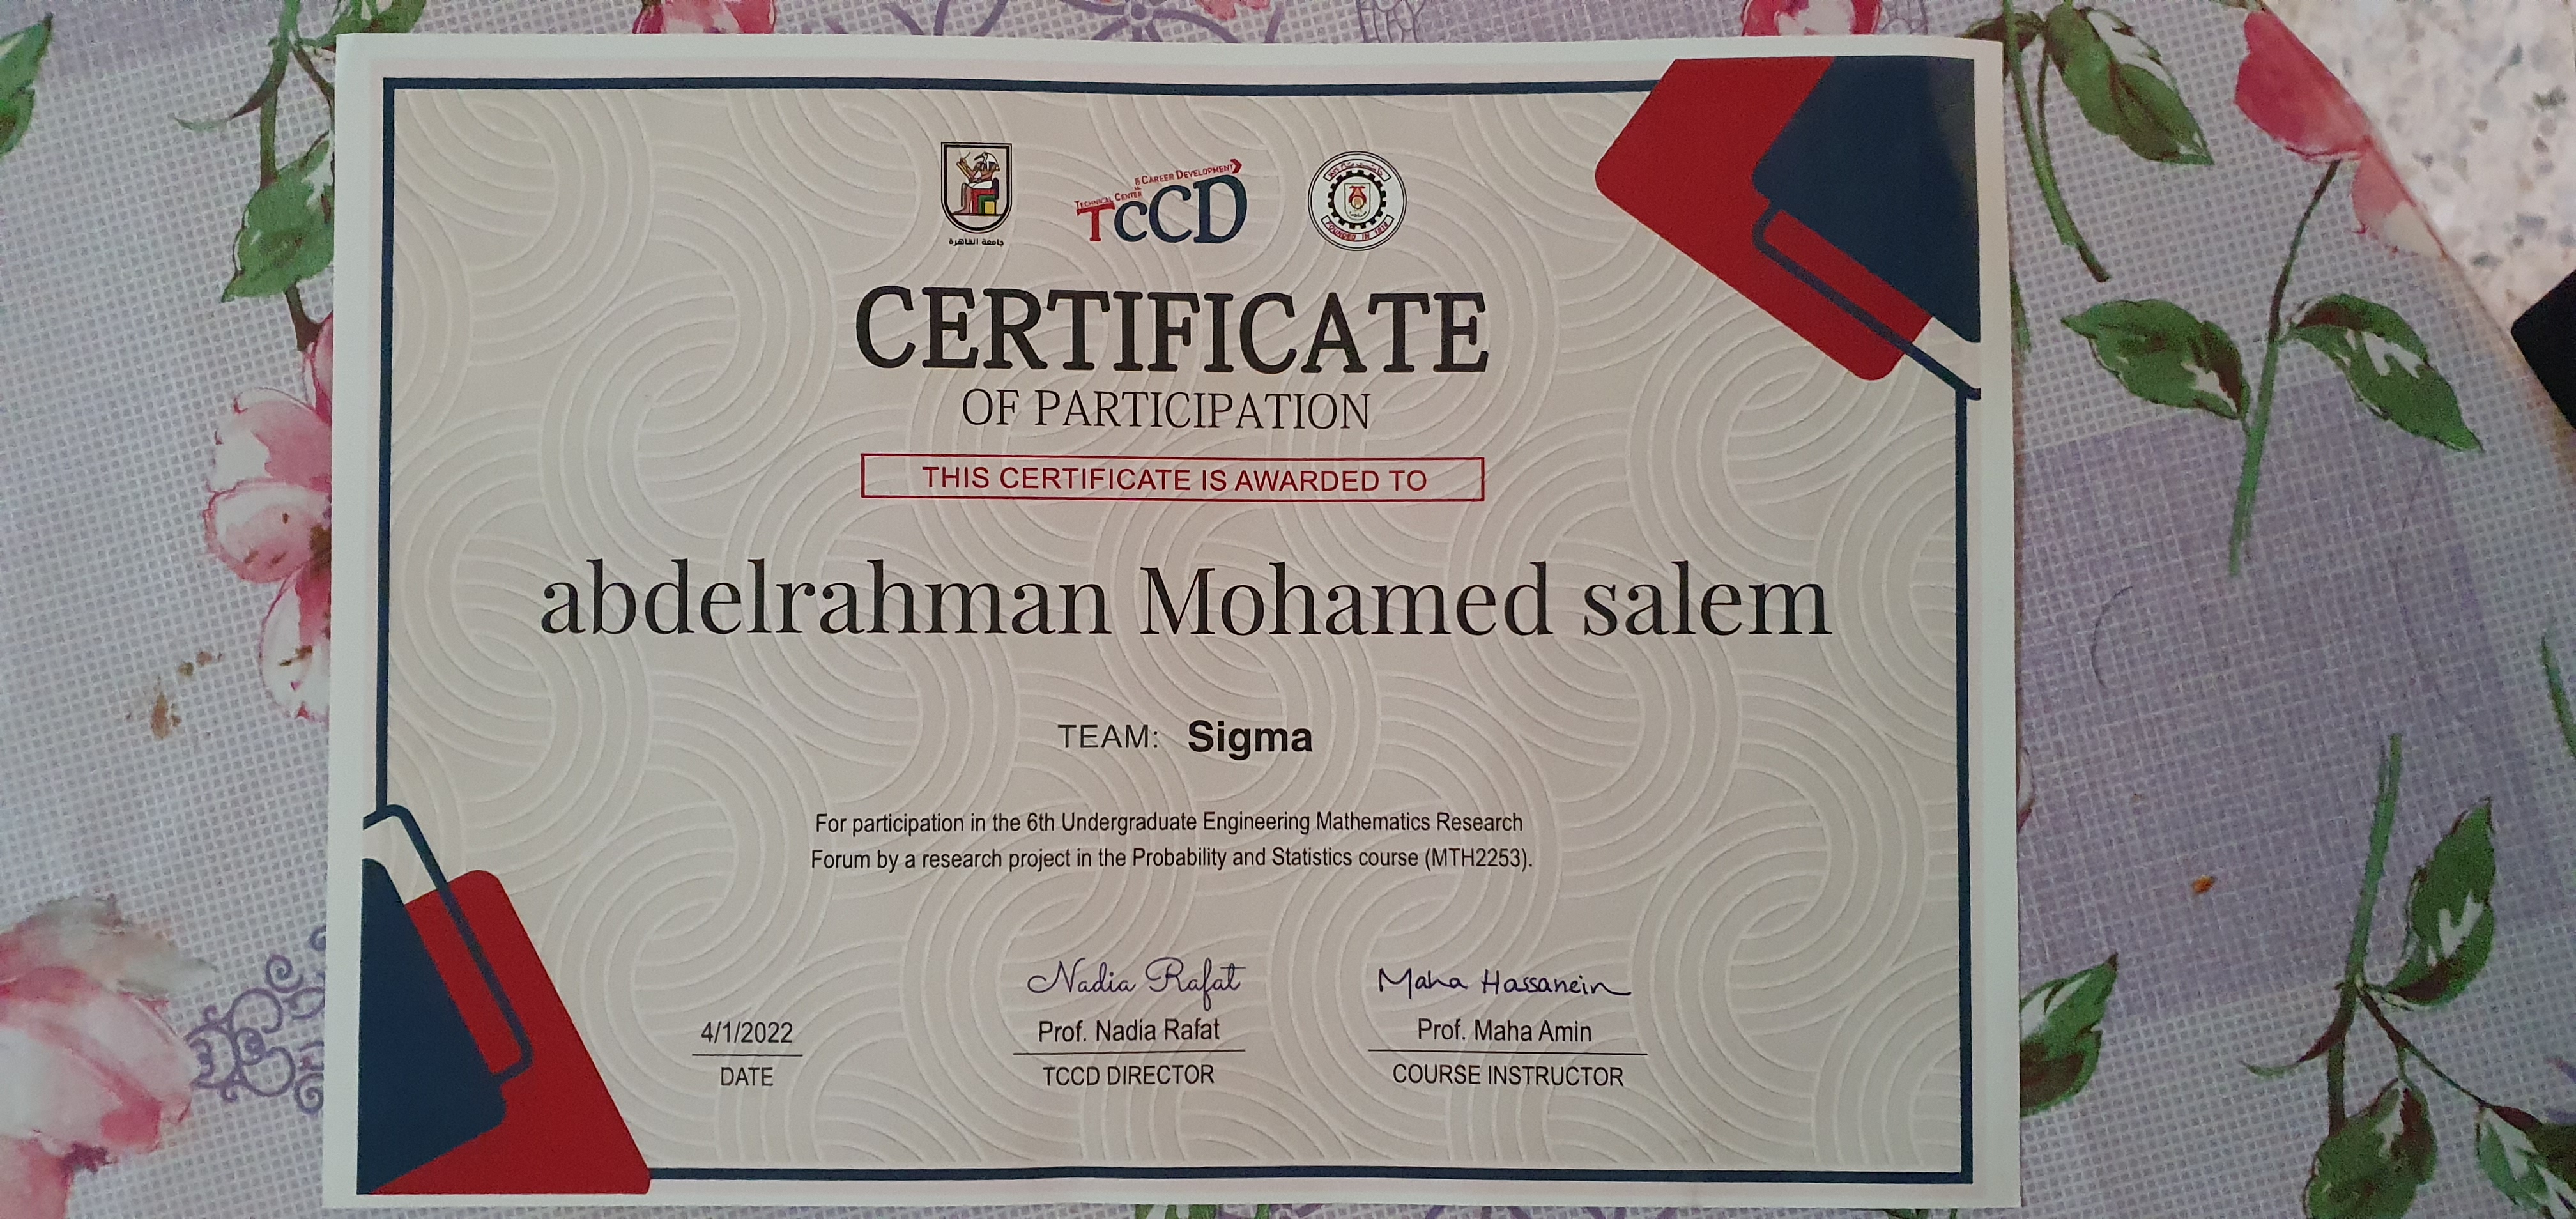 جامعة القاهرة
TECHNICAL CENTER & CAREER DEVELOPMENT
TCCD
FOUNDED IN 1816
CERTIFICATE
OF PARTICIPATION
THIS CERTIFICATE IS AWARDED TO
abdelrahman Mohamed salem
TEAM: Sigma
For participation in the 6th Undergraduate Engineering Mathematics Research
Forum by a research project in the Probability and Statistics course (MTH2253).
Nadia Rafat
Maha Hassanein
4/1/2022
Prof. Nadia Rafat
Prof. Maha Amin
DATE
TCCD DIRECTOR
COURSE INSTRUCTOR